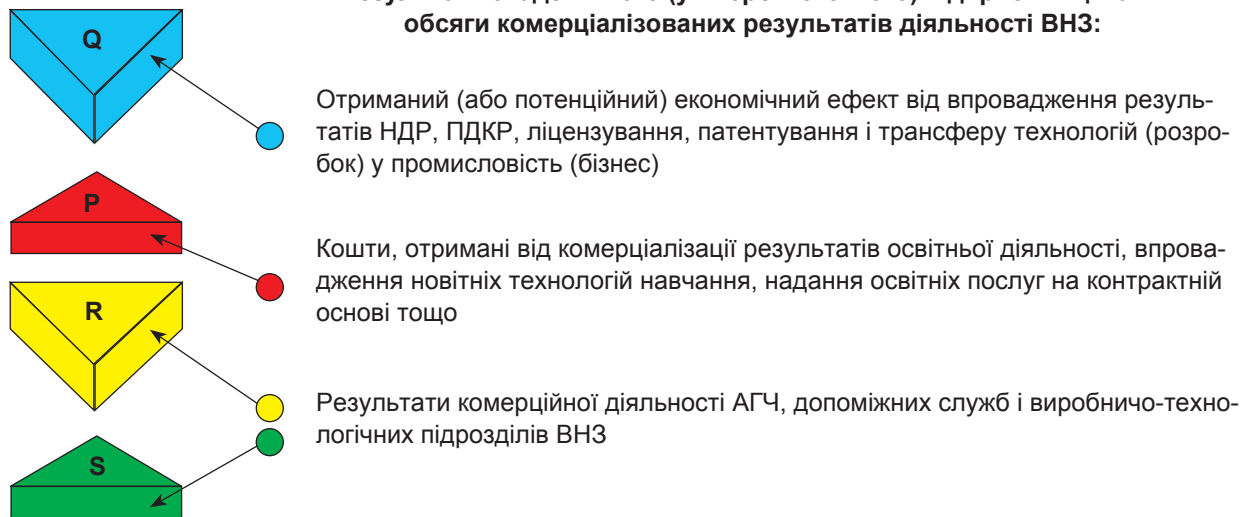 обсяги комерціалізованих результатів діяльності ВНЗ:
Q
Отриманий (або потенційний) економічний ефект від впровадження резуль-
татів НДР, ПДКР, ліцензування, патентування і трансферу технологій (розро-
бок) у промисловість (бізнес)
P
Кошти, отримані від комерціалізації результатів освітньої діяльності, впрова-
дження новітніх технологій навчання, надання освітніх послуг на контрактній
основі тощо
R
Результати комерційної діяльності АГЧ, допоміжних служб і виробничо-техно-
логічних підрозділів ВНЗ
S